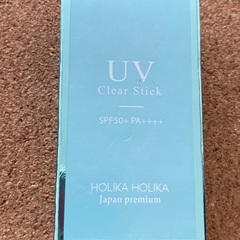 UV
Clear Stick
SPF50+ PA++++
HOLIKA HOLIKA
Japan premium